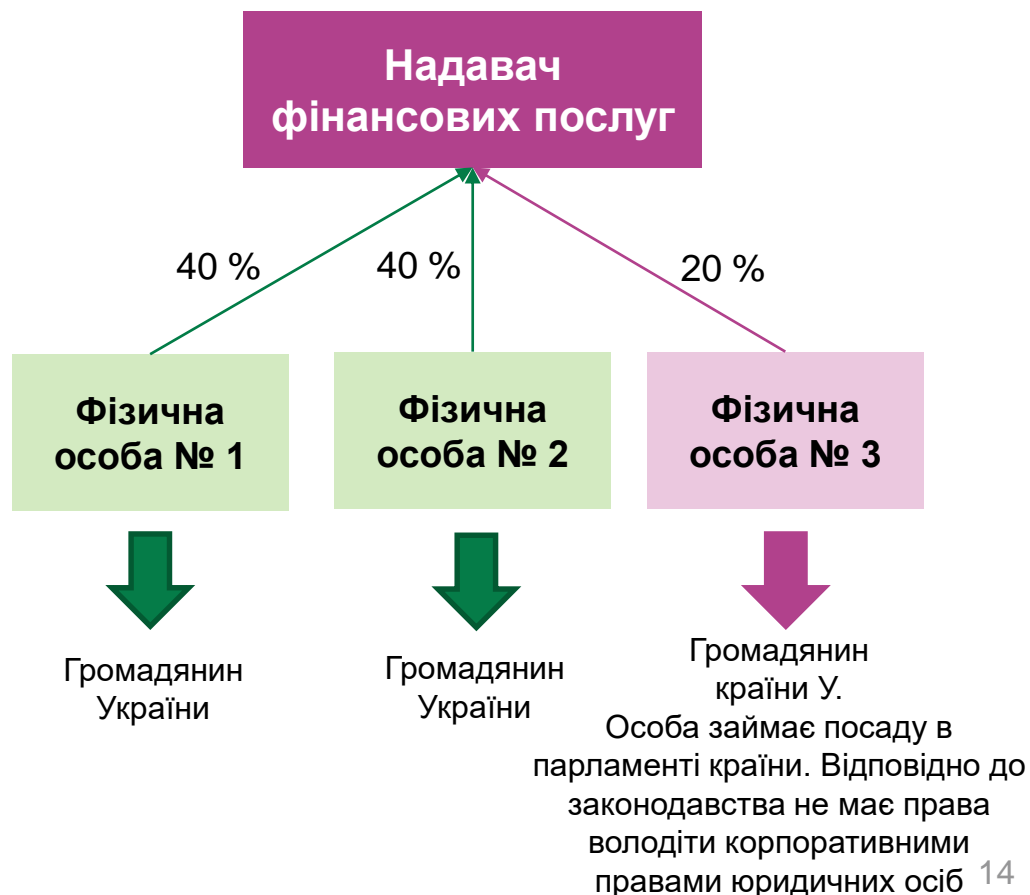 Надавач
фінансових послуг
40 %
40 %
20 %
Фізична
особа № 1
Фізична
особа № 2
Фізична
особа № 3
Громадянин
України
Громадянин
України
Громадянин
країни У.
Особа займає посаду в
парламенті країни. Відповідно до
законодавства не має права
володіти корпоративними
правами юридичних осіб
14